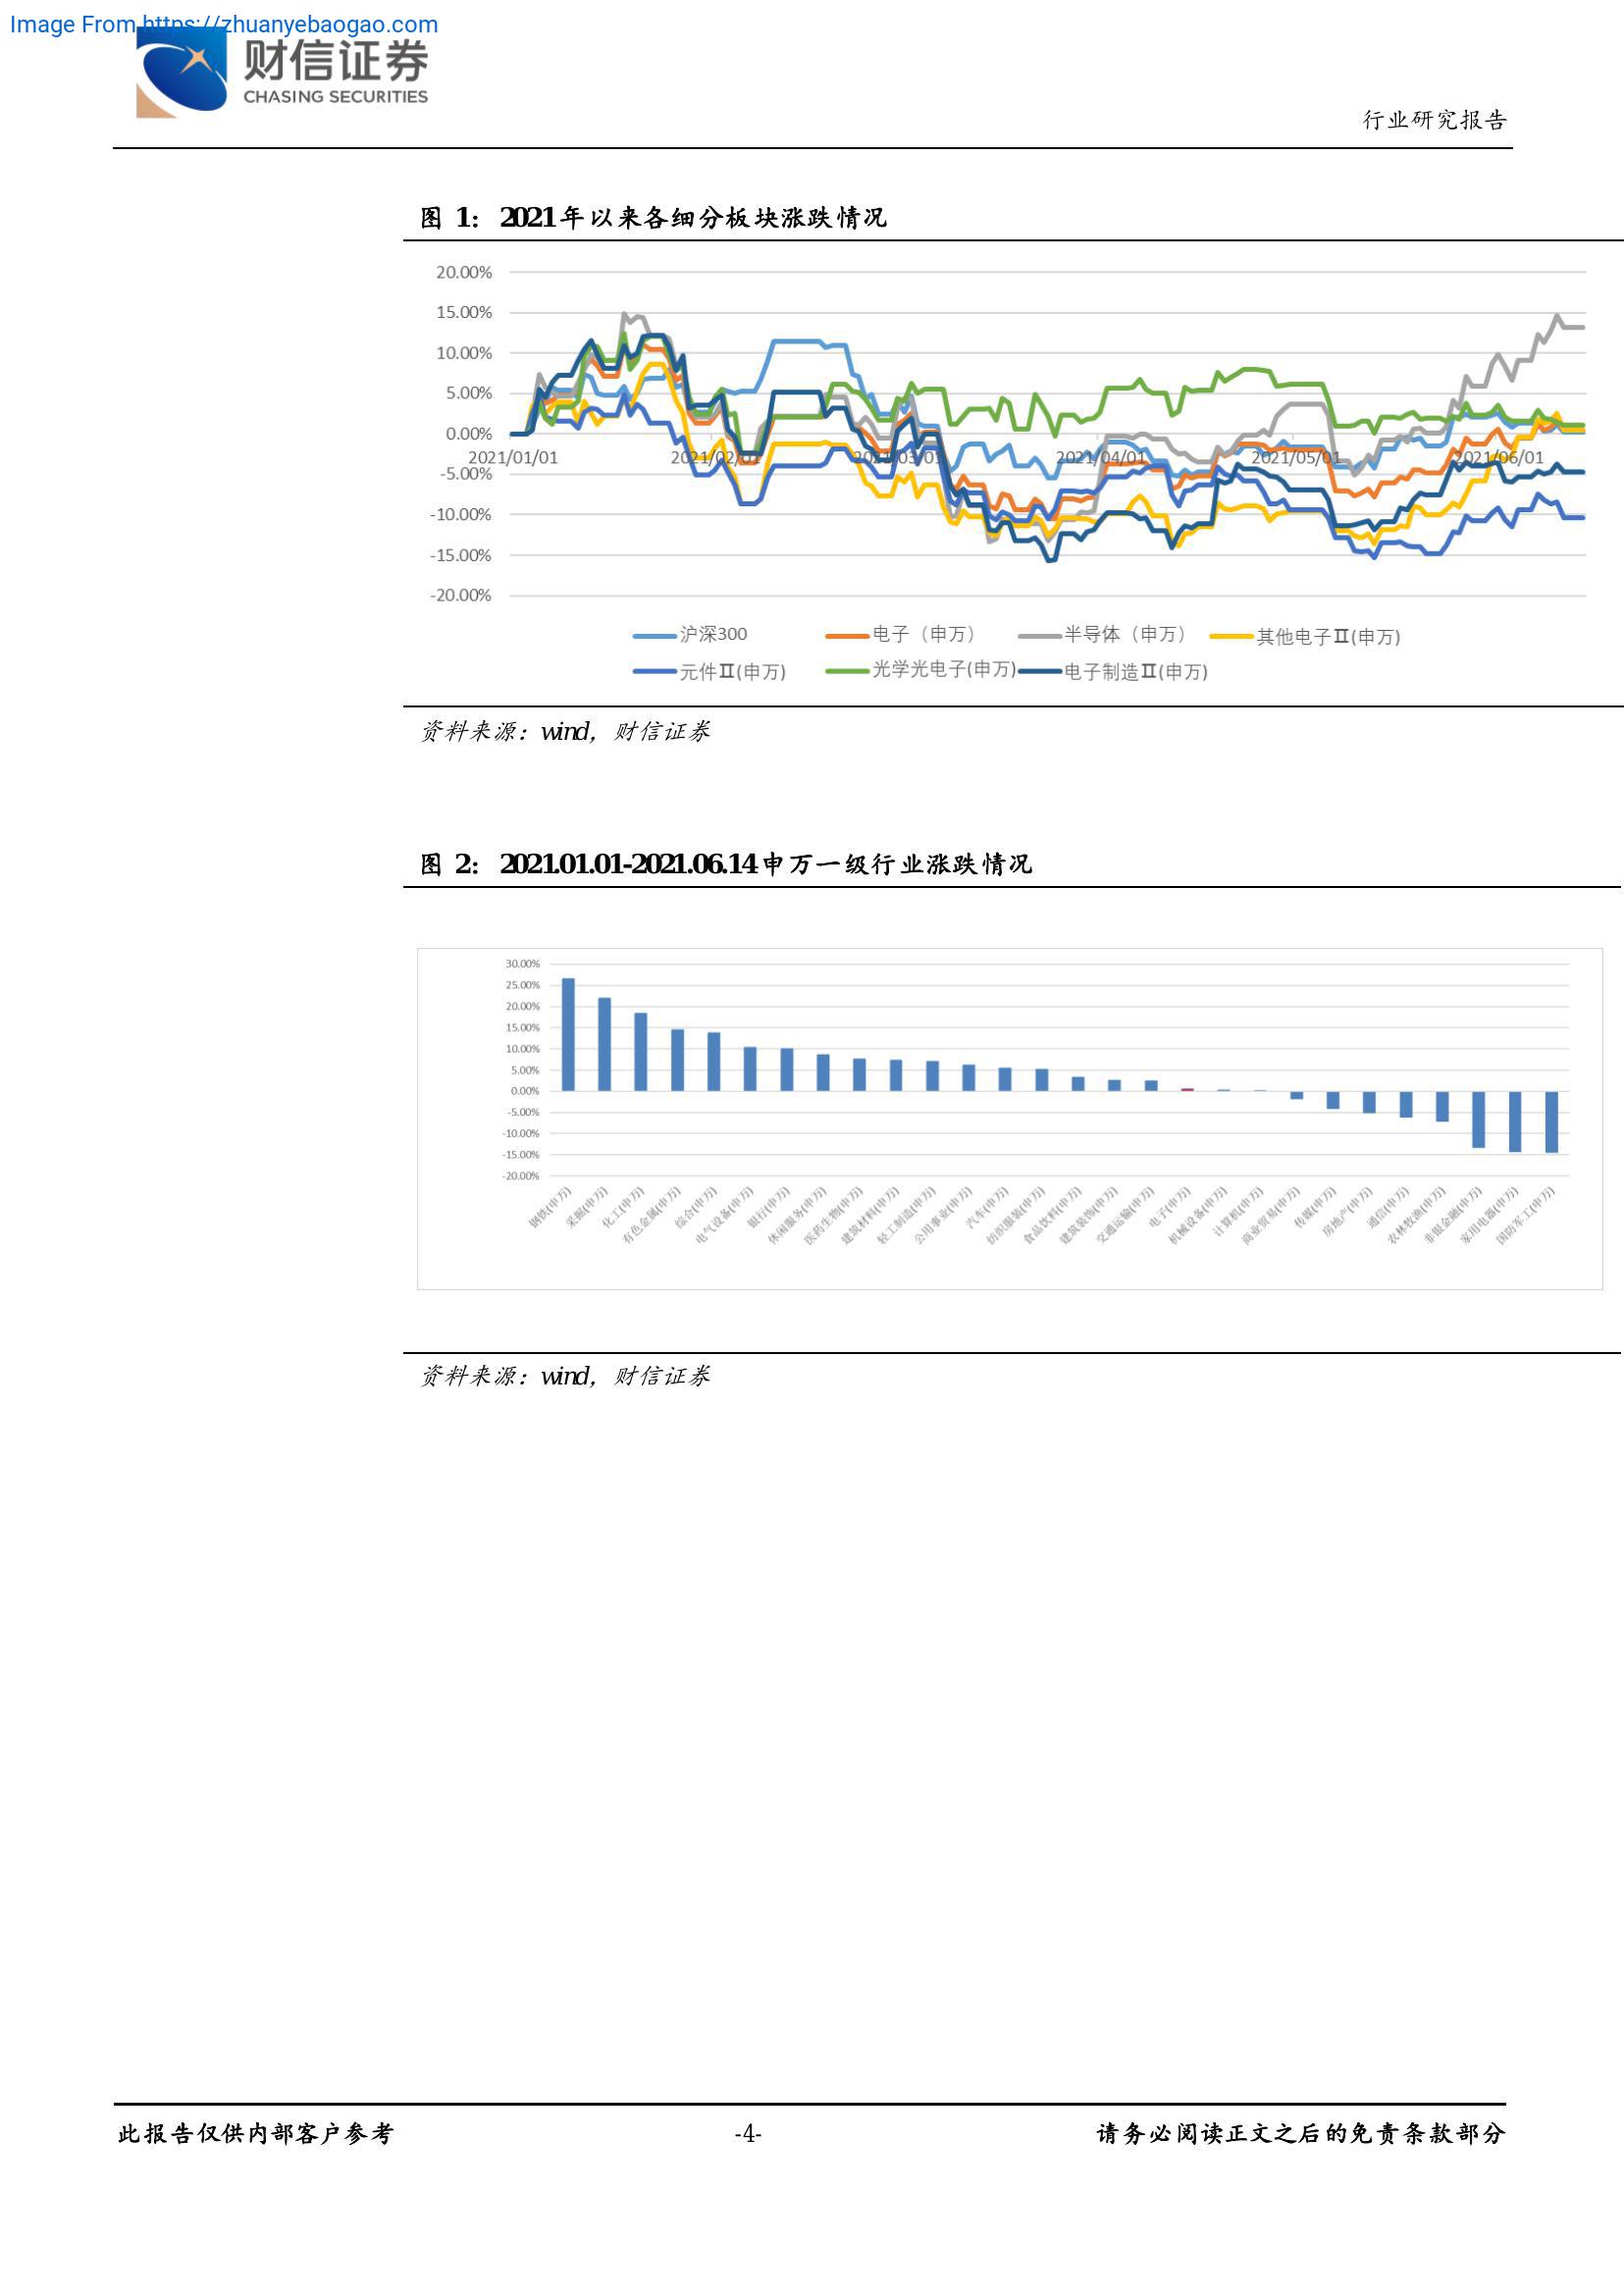 Image From https://zhuanyebaogao.com
财信证券
CHASING SECURITIES
行业研究报告
图 1： 2021 年以来各细分板块涨跌情况
20.00%
15.00%
10.00%
5.00%
0.00%
-5.00%
-10.00%
-15.00%
-20.00%
2021/01/01 2021/02/01 2021/03/01 2021/04/01 2021/05/01 2021/06/01
沪深300 电子（申万） 半导体（申万） 其他电子Ⅱ(申万)
元件Ⅱ(申万) 光学光电子(申万) 电子制造Ⅱ(申万)
资料来源：wind，财信证券
图 2： 2021.01.01-2021.06.14 申万一级行业涨跌情况
30.00%
25.00%
20.00%
15.00%
10.00%
5.00%
0.00%
-5.00%
-10.00%
-15.00%
-20.00%
钢铁(申万)
采掘(申万)
化工(申万)
有色金属(申万)
综合(申万)
电气设备(申万)
银行(申万)
休闲服务(申万)
医药生物(申万)
建筑材料(申万)
轻工制造(申万)
公用事业(申万)
汽车(申万)
纺织服装(申万)
食品饮料(申万)
建筑装饰(申万)
交通运输(申万)
电子(申万)
机械设备(申万)
计算机(申万)
商业贸易(申万)
传媒(申万)
房地产(申万)
通信(申万)
农林牧渔(申万)
非银金融(申万)
家用电器(申万)
国防军工(申万)
资料来源：wind，财信证券
此报告仅供内部客户参考 -4- 请务必阅读正文之后的免责条款部分